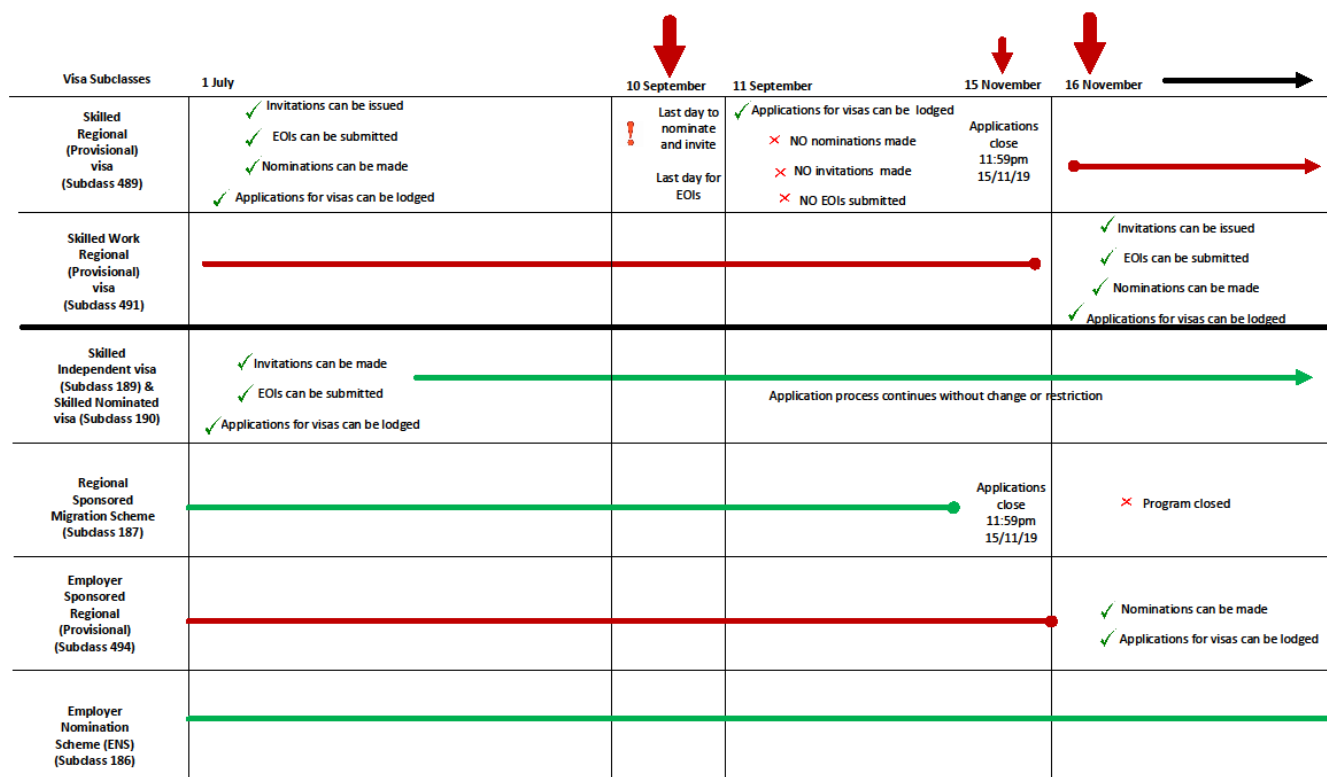 Visa Subclasses
1 July
10 September
11 September
15 November
16 November
Skilled
Regional
(Provisional)
visa
(Subclass 489)
Invitations can be issued
EOIs can be submitted
Nominations can be made
Applications for visas can be lodged
Last day to
nominate
and invite
Last day for
EOIs
Applications for visas can be lodged
NO nominations made
NO invitations made
NO EOIs submitted
Applications
close
11:59pm
15/11/19
Skilled Work
Regional
(Provisional)
visa
(Subclass 491)
Invitations can be issued
EOIs can be submitted
Nominations can be made
Applications for visas can be lodged
Skilled
Independent visa
(Subclass 189) &
Skilled Nominated
visa (Subclass 190)
Invitations can be made
EOIs can be submitted
Applications for visas can be lodged
Application process continues without change or restriction
Regional
Sponsored
Migration Scheme
(Subclass 187)
Applications
close
11:59pm
15/11/19
Program closed
Employer
Sponsored
Regional
(Provisional)
(Subclass 494)
Nominations can be made
Applications for visas can be lodged
Employer
Nomination
Scheme (ENS)
(Subclass 186)